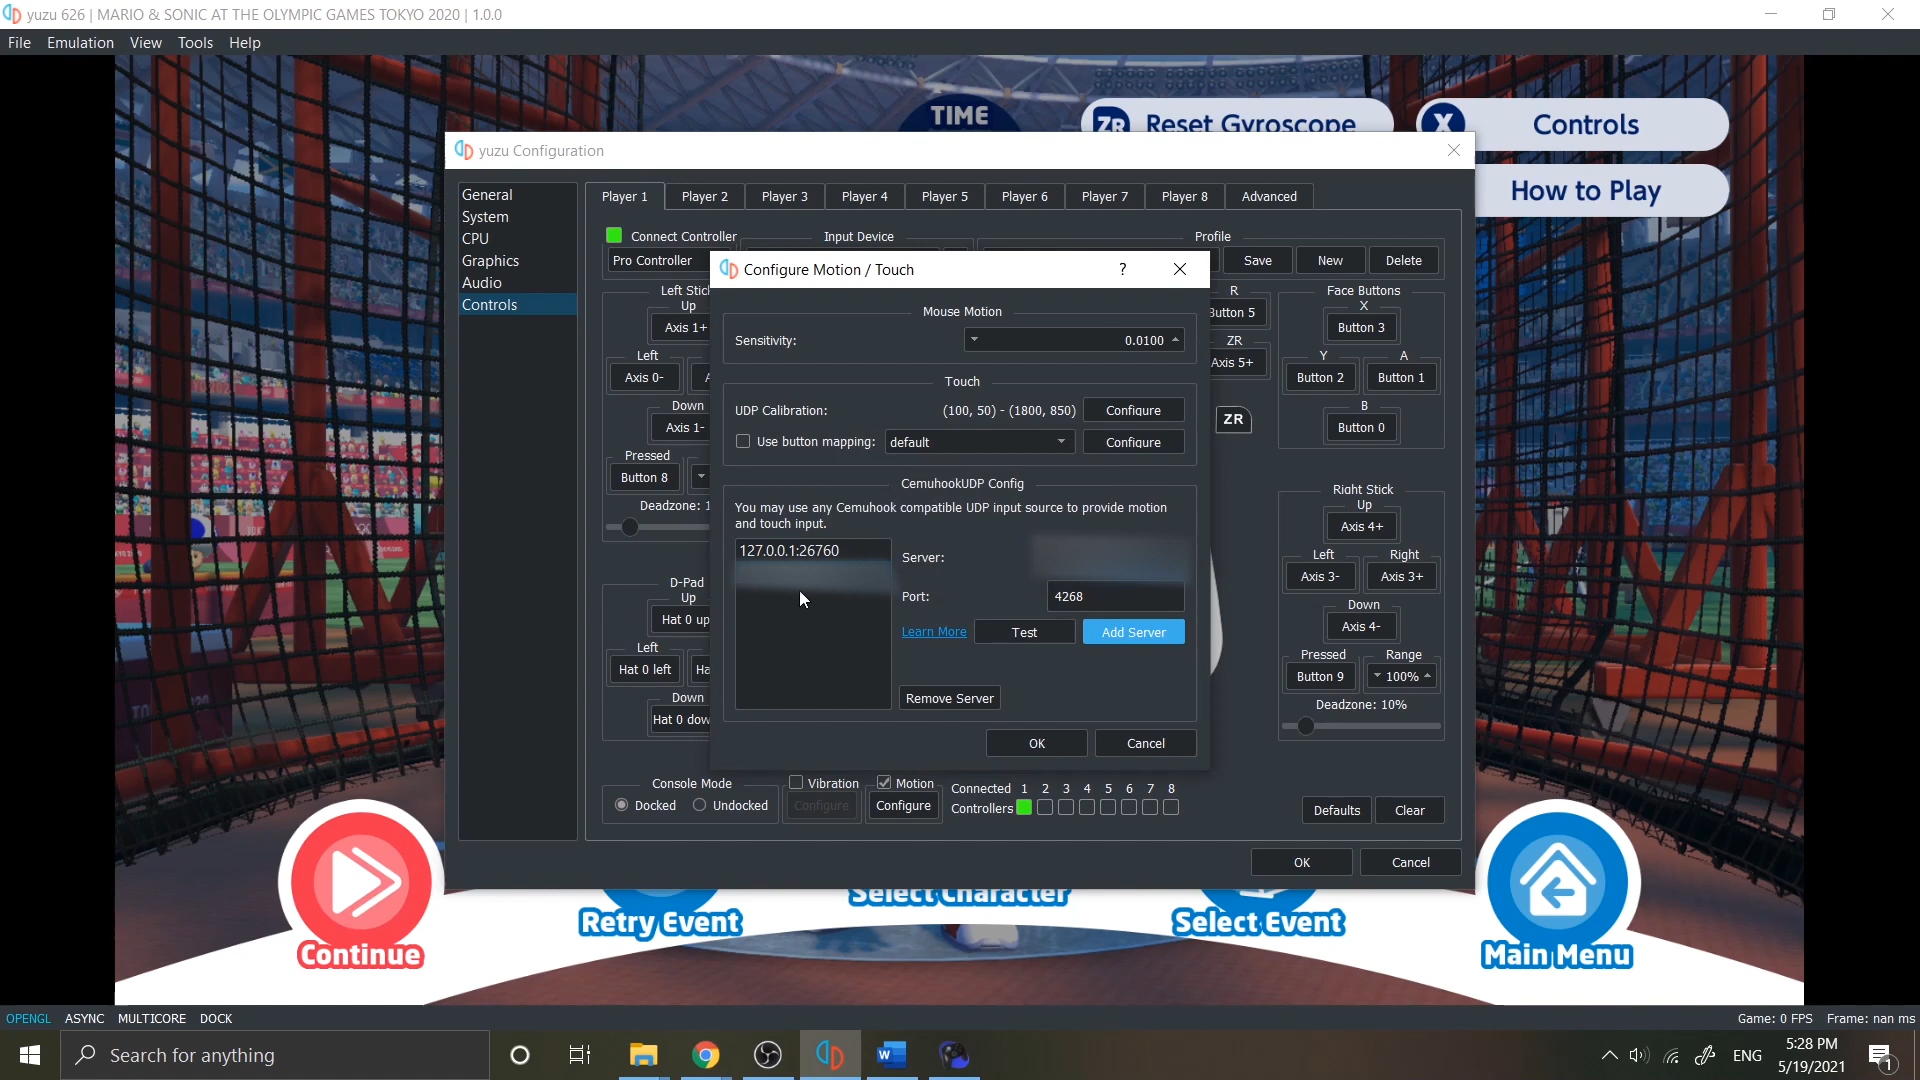 yuzu 626 | MARIO & SONIC AT THE OLYMPIC GAMES TOKYO 2020 | 1.0.0
File Emulation View Tools Help
TIME
ZR Reset Gyroscope
X Controls
How to Play
yuzu Configuration
General
System
CPU
Graphics
Audio
Controls
Player 1 Player 2 Player 3 Player 4 Player 5 Player 6 Player 7 Player 8 Advanced
Connect Controller Input Device Profile
Pro Controller Save New Delete
Left Stick
Up
Axis 1+
Left
Axis 0-
Down
Axis 1-
Pressed
Button 8
Deadzone:
D-Pad
Up
Hat 0 up
Left
Hat 0 left
Down
Hat 0 down
Configure Motion / Touch ?
Mouse Motion
Sensitivity: 0.0100
Touch
UDP Calibration: (100, 50) - (1800, 850) Configure
Use button mapping: default Configure
CemuhookUDP Config
You may use any Cemuhook compatible UDP input source to provide motion
and touch input.
127.0.0.1:26760
Server:
Port: 4268
Learn More Test Add Server
Remove Server
OK Cancel
R
Button 5
ZR
Axis 5+
ZR
Face Buttons
X
Button 3
Y A
Button 2 Button 1
B
Button 0
Right Stick
Up
Axis 4+
Left Right
Axis 3- Axis 3+
Down
Axis 4-
Pressed Range
Button 9 100%
Deadzone: 10%
Console Mode
Docked Undocked
Vibration
Configure
Motion
Configure
Connected 1 2 3 4 5 6 7 8
Controllers
Defaults Clear
OK Cancel
Continue
Retry Event
Select Character
Select Event
Main Menu
OPENGL ASYNC MULTICORE DOCK
Game: 0 FPS Frame: nan ms
Search for anything
ENG
5:28 PM
5/19/2021
1